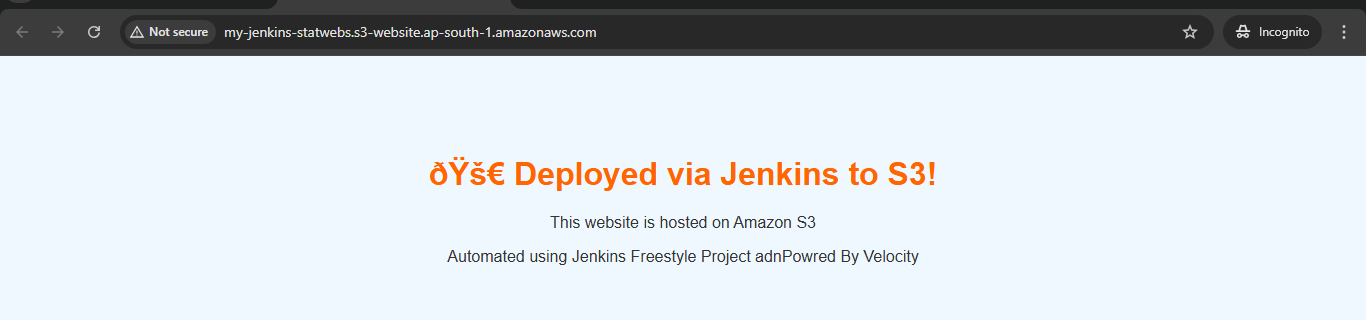 Not secure my-jenkins-statwebs.s3-website.ap-south-1.amazonaws.com Incognito
ðŸš€ Deployed via Jenkins to S3!
This website is hosted on Amazon S3
Automated using Jenkins Freestyle Project adnPowred By Velocity